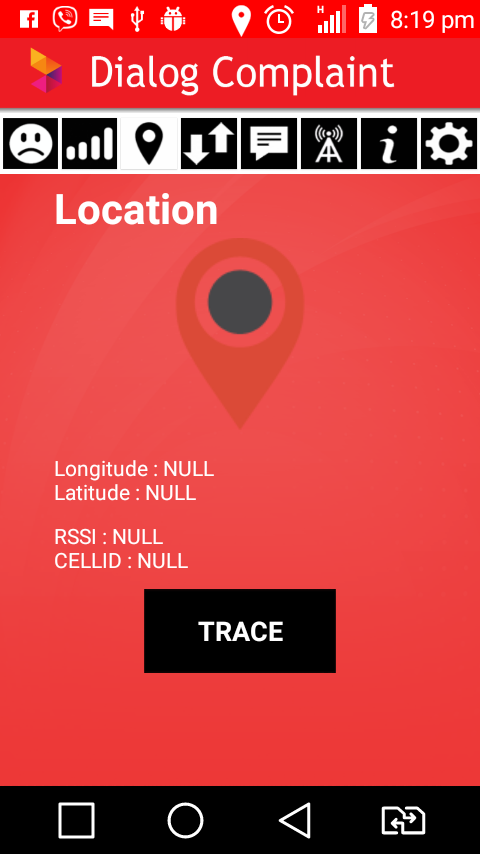 H
8:19 pm
Dialog Complaint
Location
Longitude : NULL
Latitude : NULL
RSSI : NULL
CELLID : NULL
TRACE